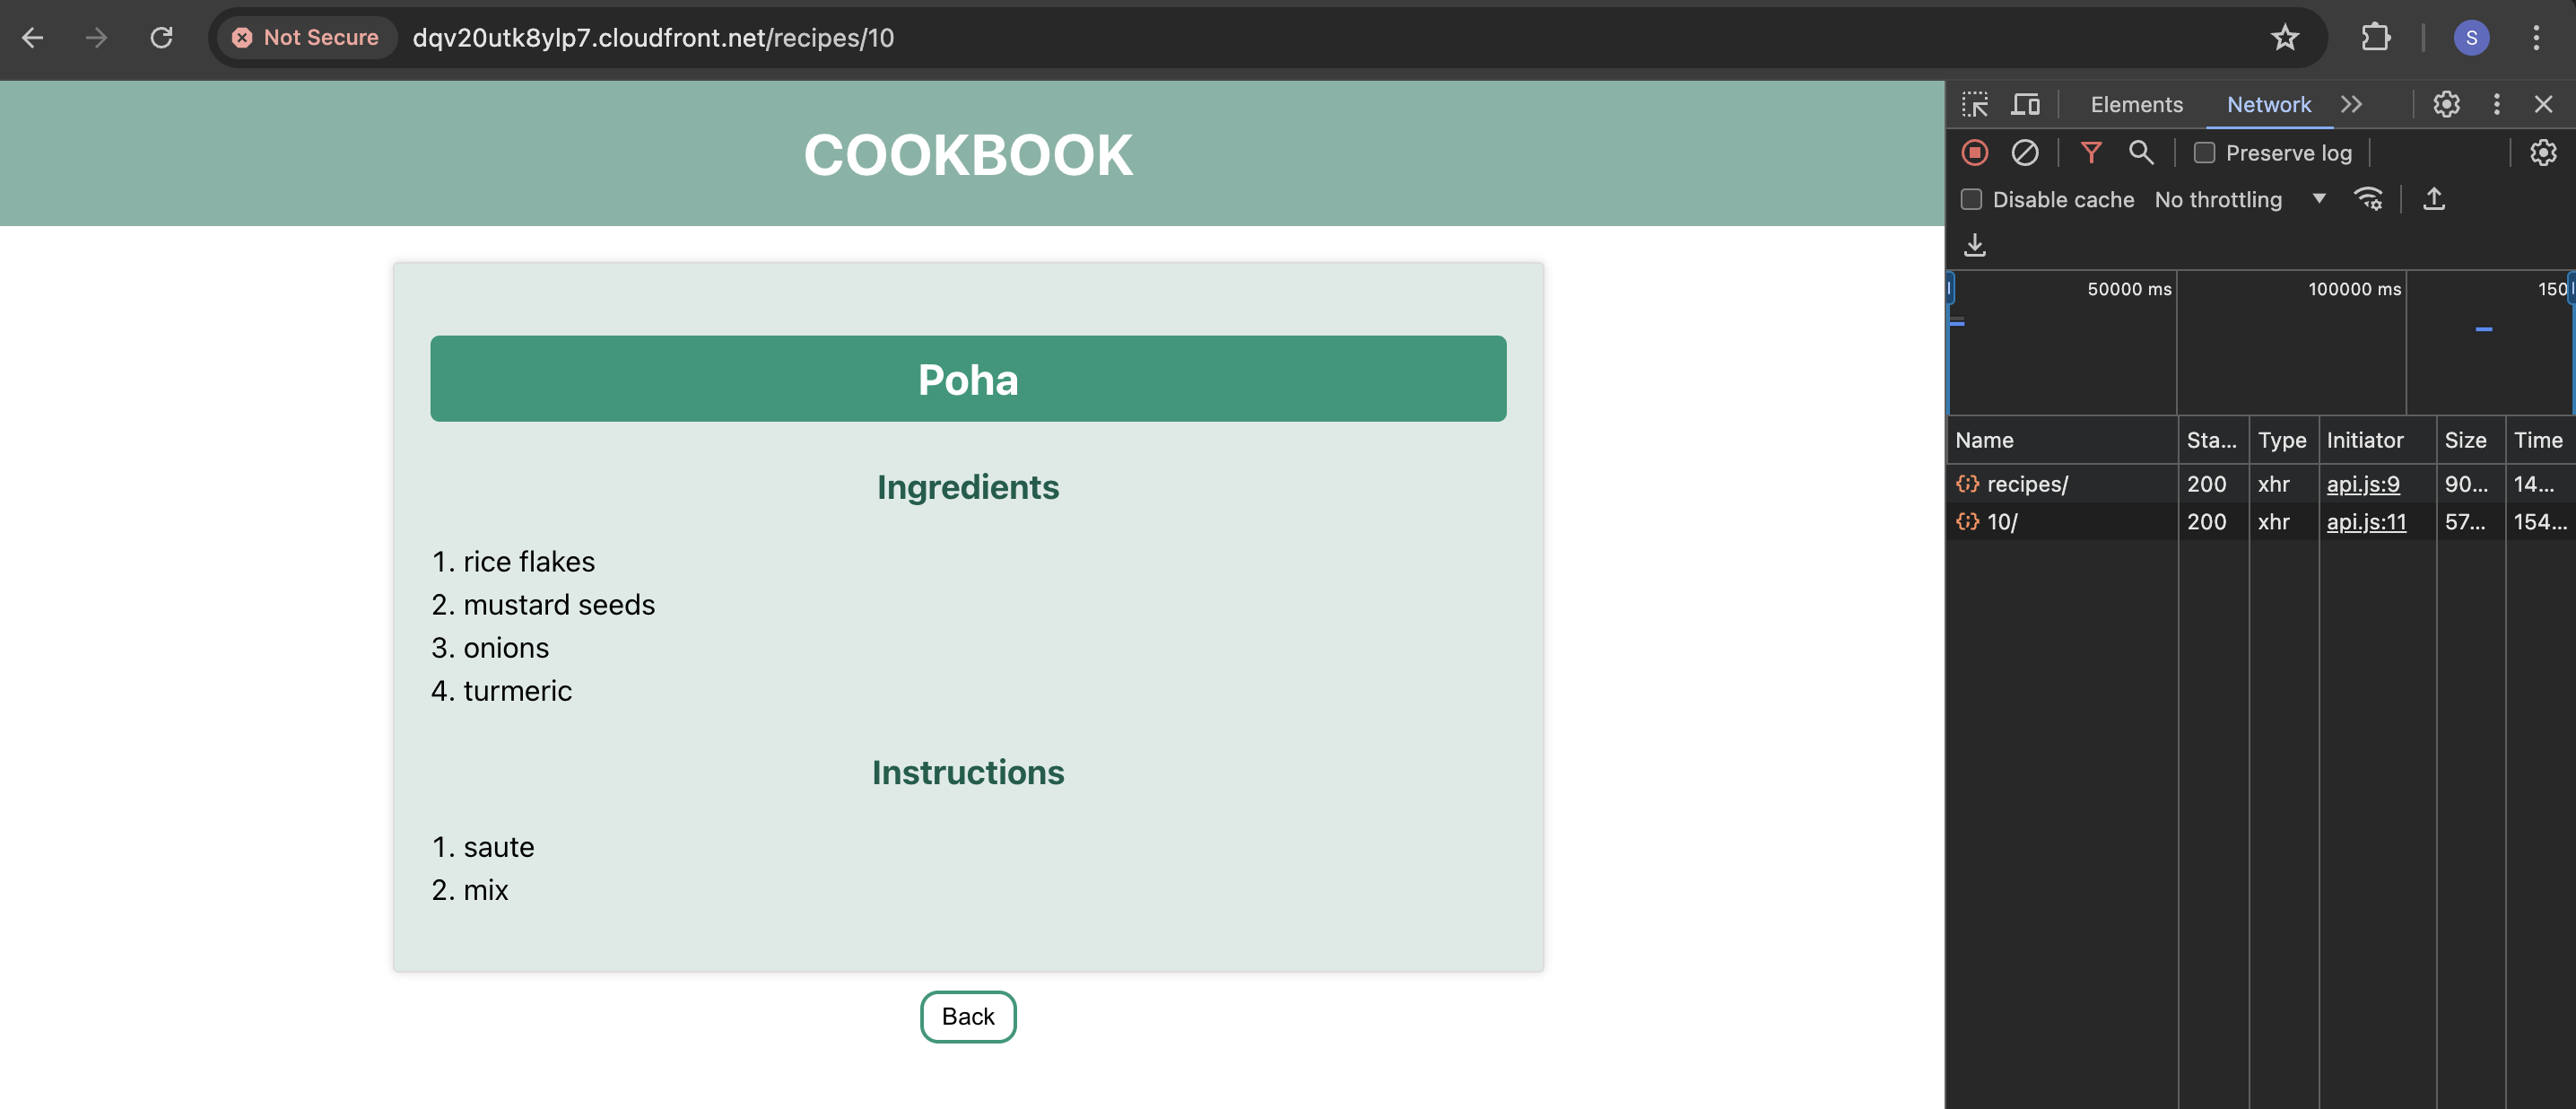 Not Secure dqv20utk8ylp7.cloudfront.net/recipes/10 S
COOKBOOK
Poha
Ingredients
1. rice flakes
2. mustard seeds
3. onions
4. turmeric
Instructions
1. saute
2. mix
Back
Elements Network
Preserve log
Disable cache No throttling
50000 ms 100000 ms 150
Name Sta... Type Initiator Size Time
recipes/ 200 xhr api.js:9 90... 14...
10/ 200 xhr api.js:11 57... 154...